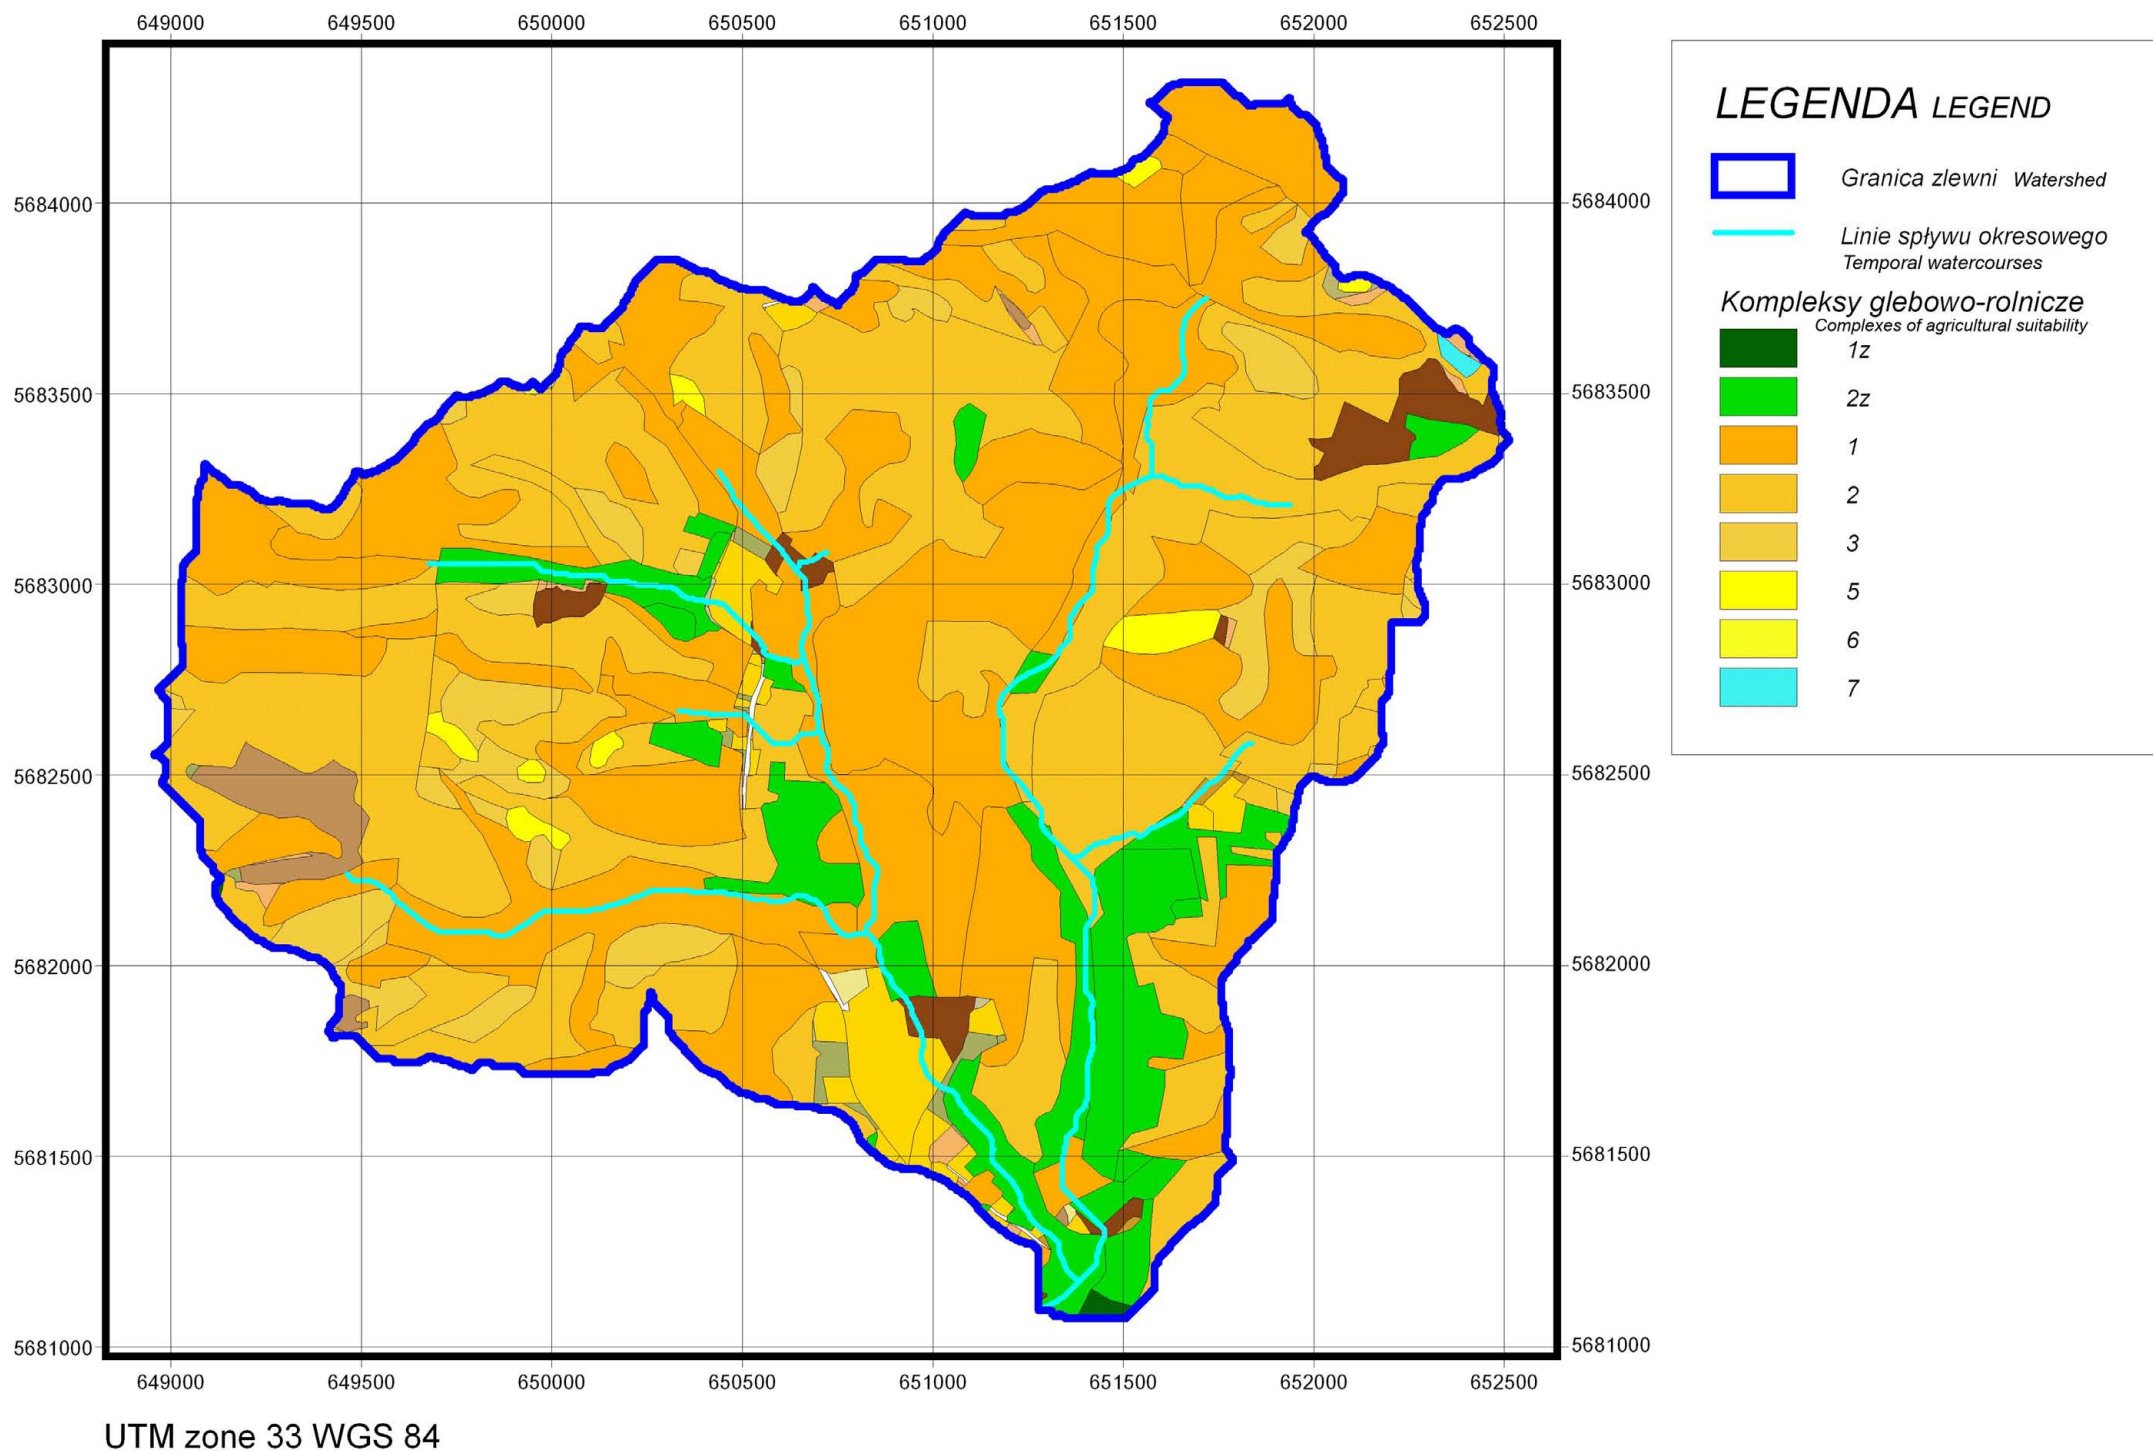 649000 649500 650000 650500 651000 651500 652000 652500
LEGENDA LEGEND
Granica zlewni Watershed
Linie spływu okresowego
Temporal watercourses
Kompleksy glebowo-rolnicze
Complexes of agricultural suitability
1z
2z
1
2
3
5
6
7
5684000 5684000
5683500 5683500
5683000 5683000
5682500 5682500
5682000 5682000
5681500 5681500
5681000 5681000
649000 649500 650000 650500 651000 651500 652000 652500
UTM zone 33 WGS 84